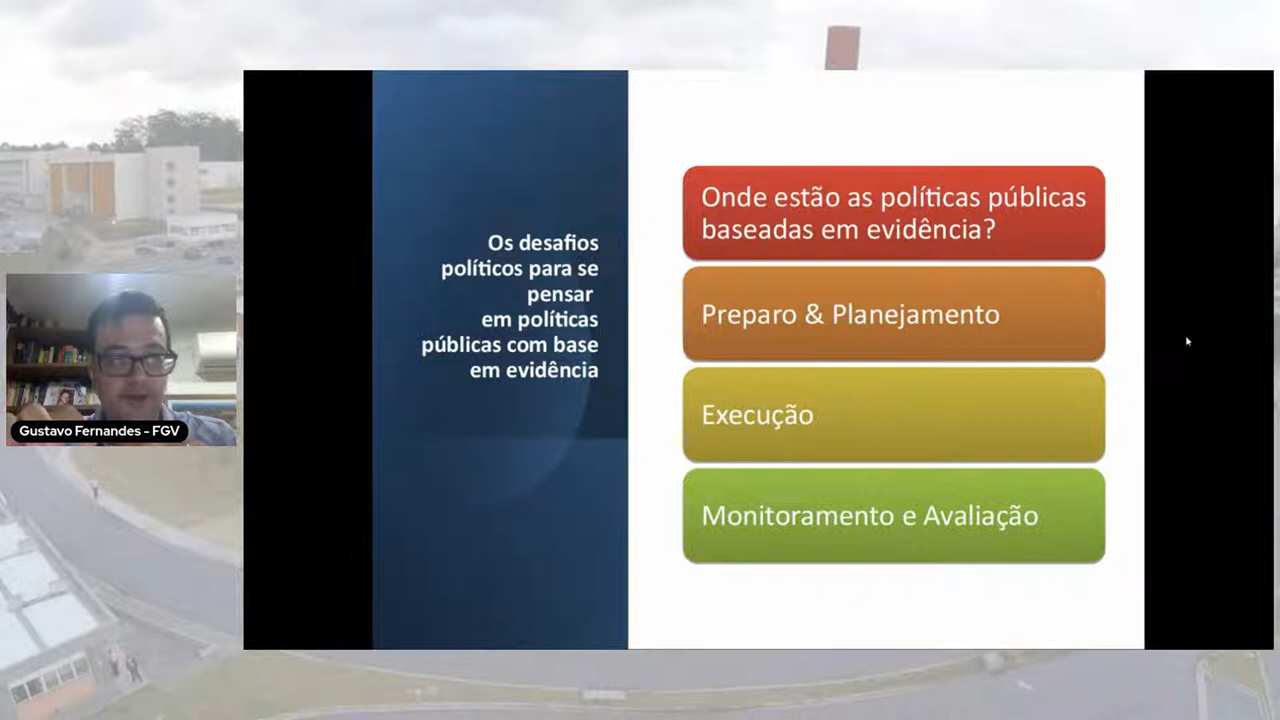 Os desafios
políticos para se
pensar
em políticas
públicas com base
em evidência
Onde estão as políticas públicas
baseadas em evidência?
Preparo & Planejamento
Execução
Monitoramento e Avaliação
Gustavo Fernandes - FGV